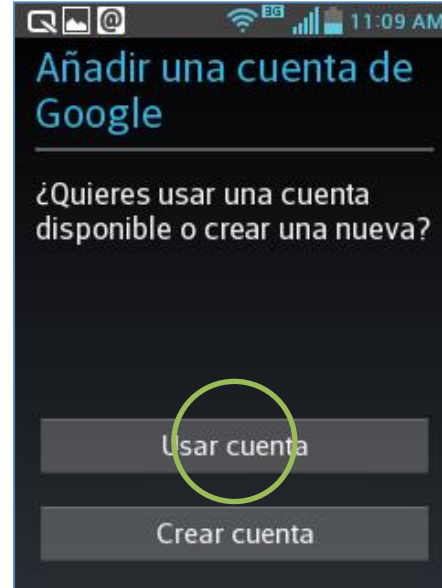 3G 11:09 AM
Añadir una cuenta de
Google
¿Quieres usar una cuenta
disponible o crear una nueva?
Usar cuenta
Crear cuenta